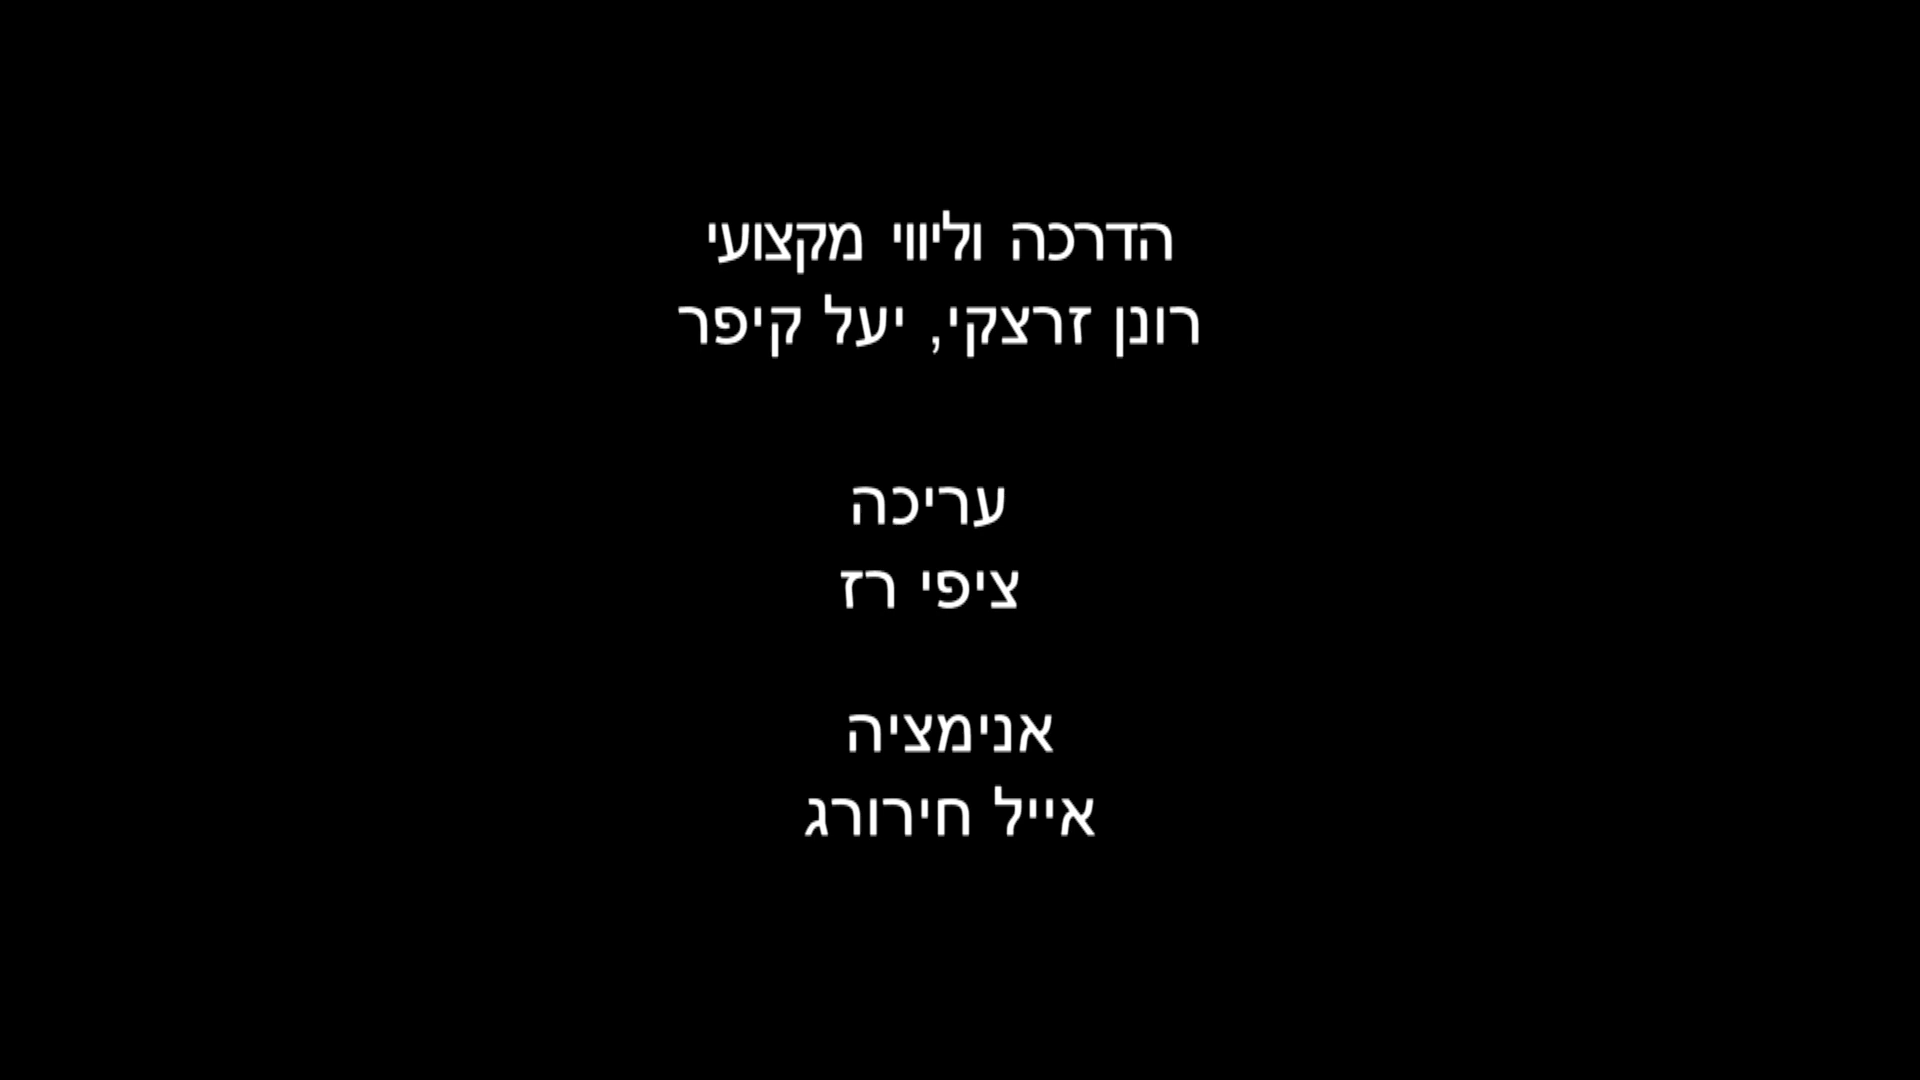 הדרכה וליווי מקצועי
רונן זרצקי, יעל קיפר
עריכה
ציפי רז
אנימציה
אייל חירורג